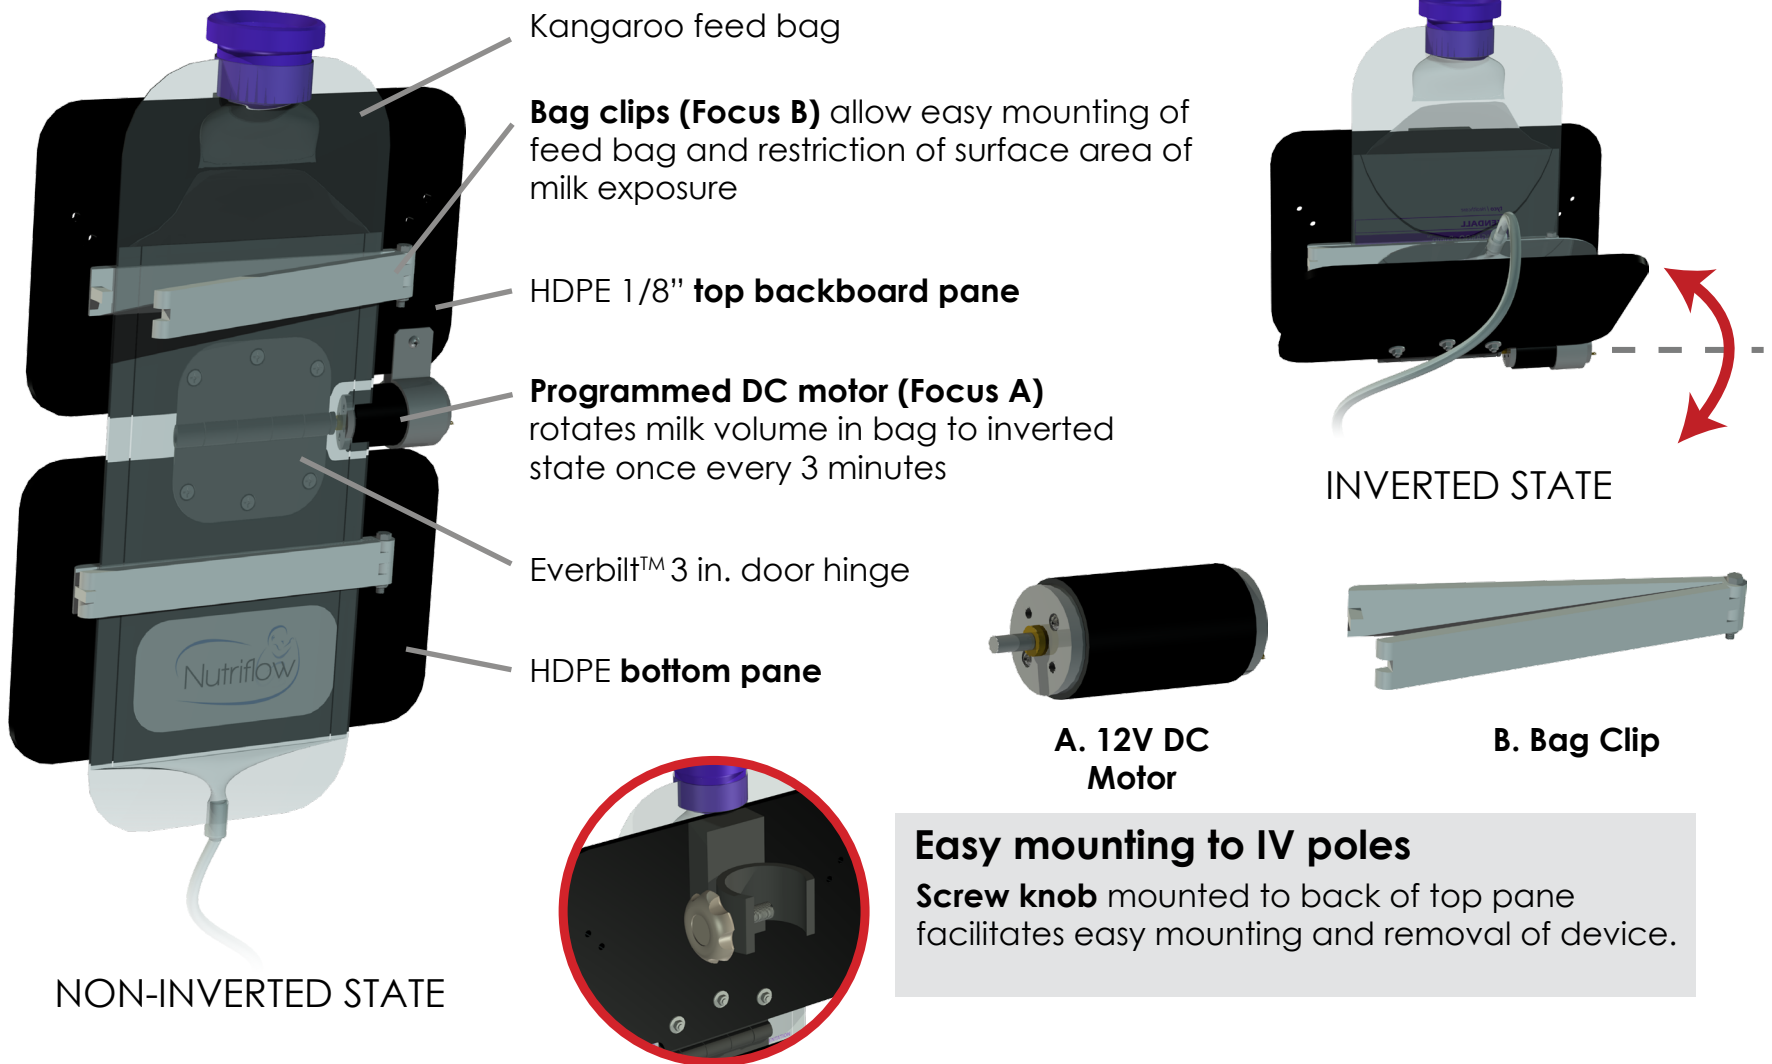 Kangaroo feed bag
Bag clips (Focus B) allow easy mounting of
feed bag and restriction of surface area of
milk exposure
HDPE 1/8” top backboard pane
Programmed DC motor (Focus A)
rotates milk volume in bag to inverted
state once every 3 minutes
Everbilt™ 3 in. door hinge
HDPE bottom pane
Nutriflow
NON-INVERTED STATE
INVERTED STATE
A. 12V DC
Motor
B. Bag Clip
Easy mounting to IV poles
Screw knob mounted to back of top pane
facilitates easy mounting and removal of device.